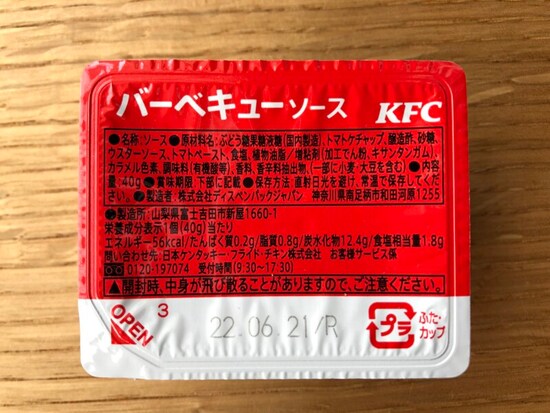 バーベキューソース KFC
●名称:ソース●原材料名:ぶどう糖果糖液糖(国内製造)、トマトケチャップ、醸造酢、砂糖、
ウスターソース、トマトペースト、食塩、植物油脂/増粘剤(加工でん粉、キサンタンガム)、
カラメル色素、調味料(有機酸等)、香料、香辛料抽出物、(一部に小麦・大豆を含む)●内容
量:40g●賞味期限:下部に記載●保存方法:直射日光を避け、常温で保存してくだ
さい。●製造者:株式会社ディスペンパックジャパン 神奈川県南足柄市和田河原1255
●製造所:山梨県富士吉田市新屋1660-1
栄養成分表示1個(40g)当たり
エネルギー56kcal/たんぱく質0.2g/脂質0.8g/炭水化物12.4g/食塩相当量1.8g
問い合わせ先:日本ケンタッキー・フライド チキン株式会社 お客様サービス係
0120-197074 受付時間(9:30~17:30)
▲開封時、中身が飛び散ることがありますので、ご注意ください。
OPEN
3
22.06.21/R
プラ
ふた・
カップ